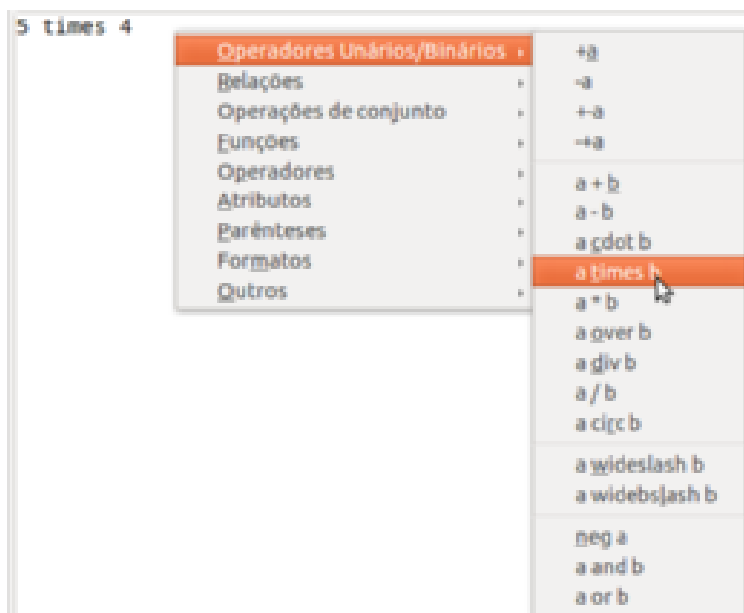 5 times 4
Operadores Unários/Binários
Relações
Operações de conjunto
Funções
Operadores
Atributos
Parênteses
Formatos
Outros
+a
-a
+-a
-+a
a + b
a - b
a cdot b
a times b
a * b
a over b
a div b
a / b
a circ b
a wideslash b
a widebslash b
neg a
a and b
a or b